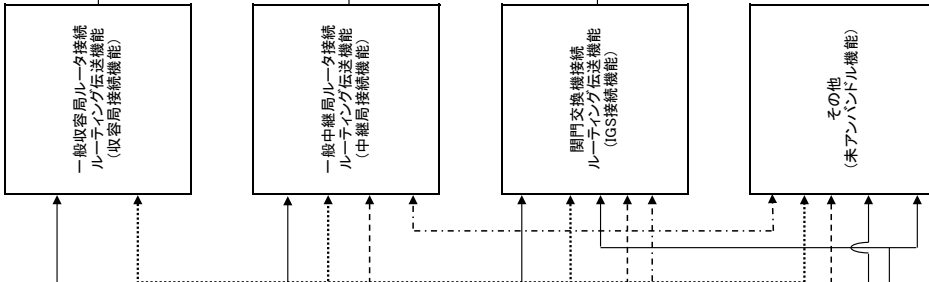 一般収容局ルータ接続
ルーティング伝送機能
(収容局接続機能)
一般中継局ルータ接続
ルーティング伝送機能
(中継局接続機能)
関門交換機接続
ルーティング伝送機能
(IGS接続機能)
その他
(未アンバンドル機能)